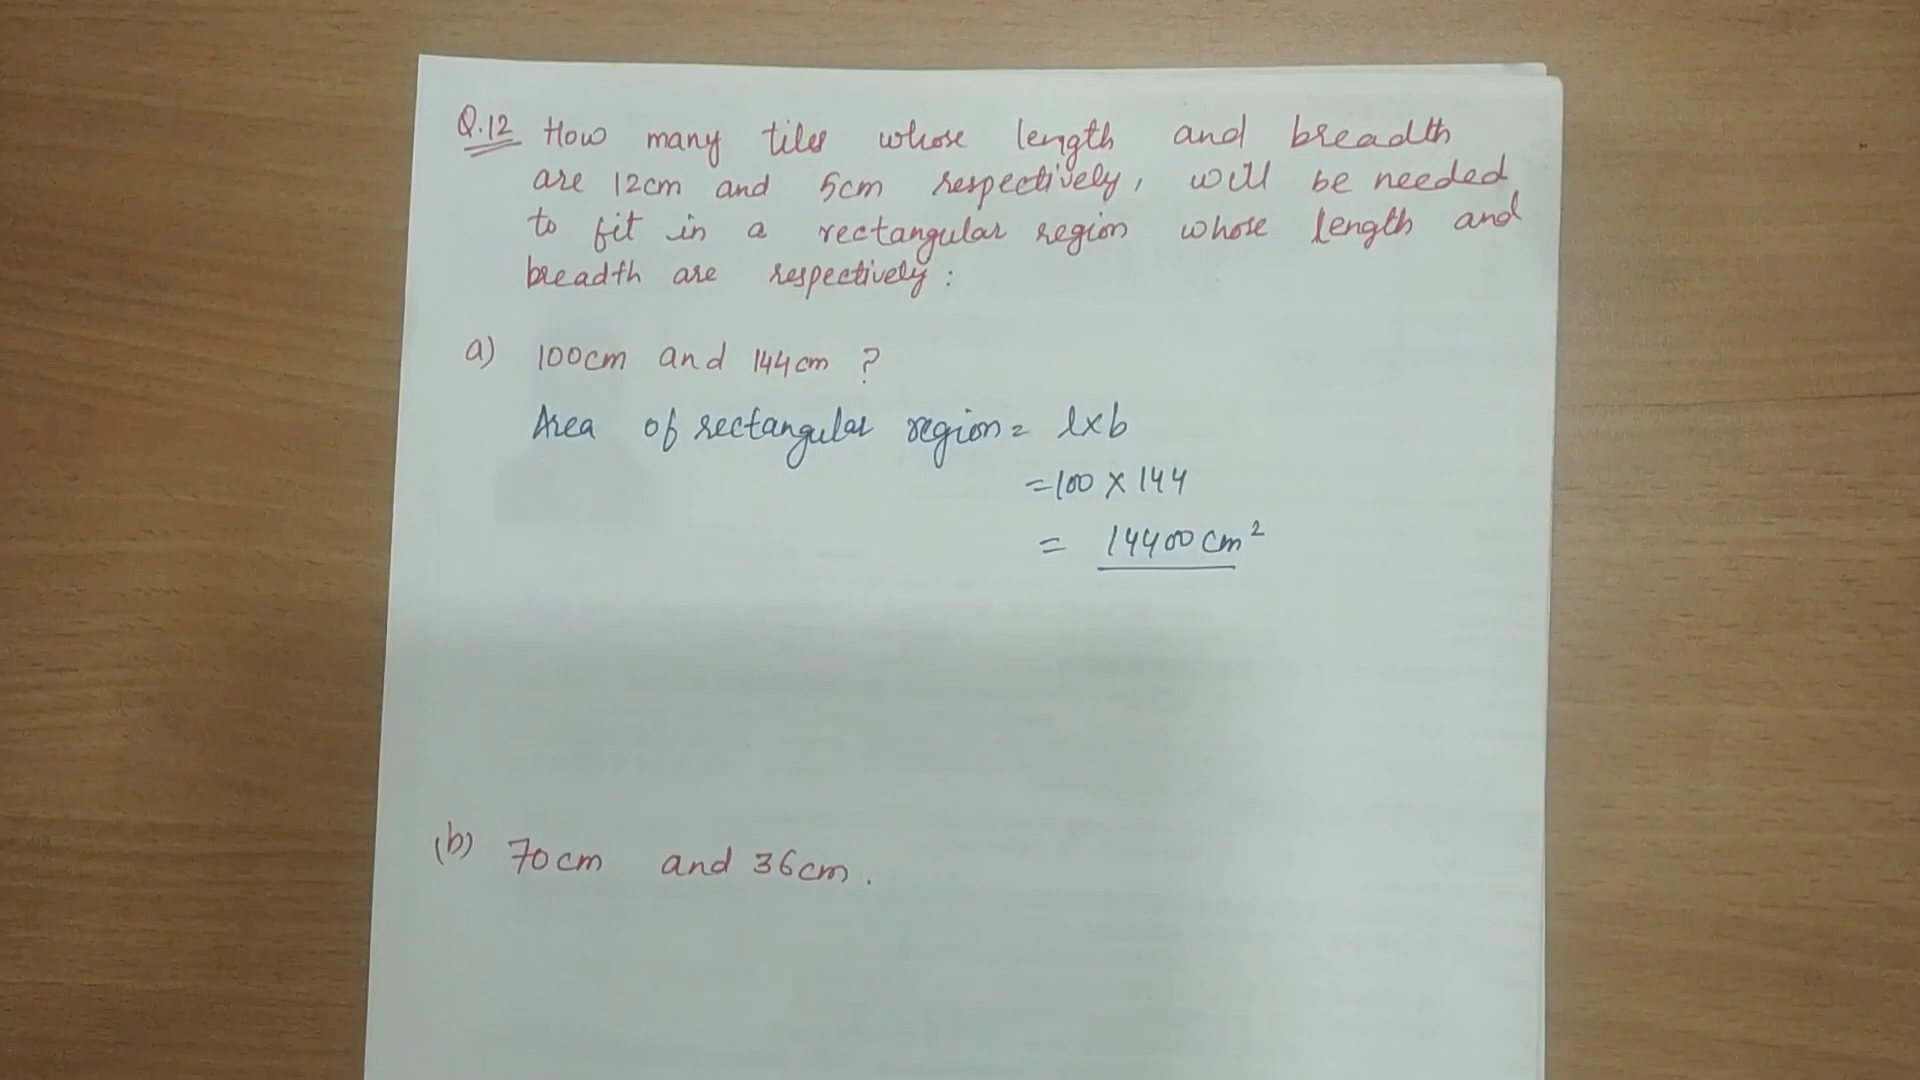 Q.12 How many tiles whose length and breadth
are 12cm and 5cm respectively, will be needed
to fit in a rectangular region whose length and
breadth are respectively:
a) 100cm and 144cm ?
Area of rectangular region = l×b
=100 × 144
= 14400 cm²
(b) 70cm and 36cm.